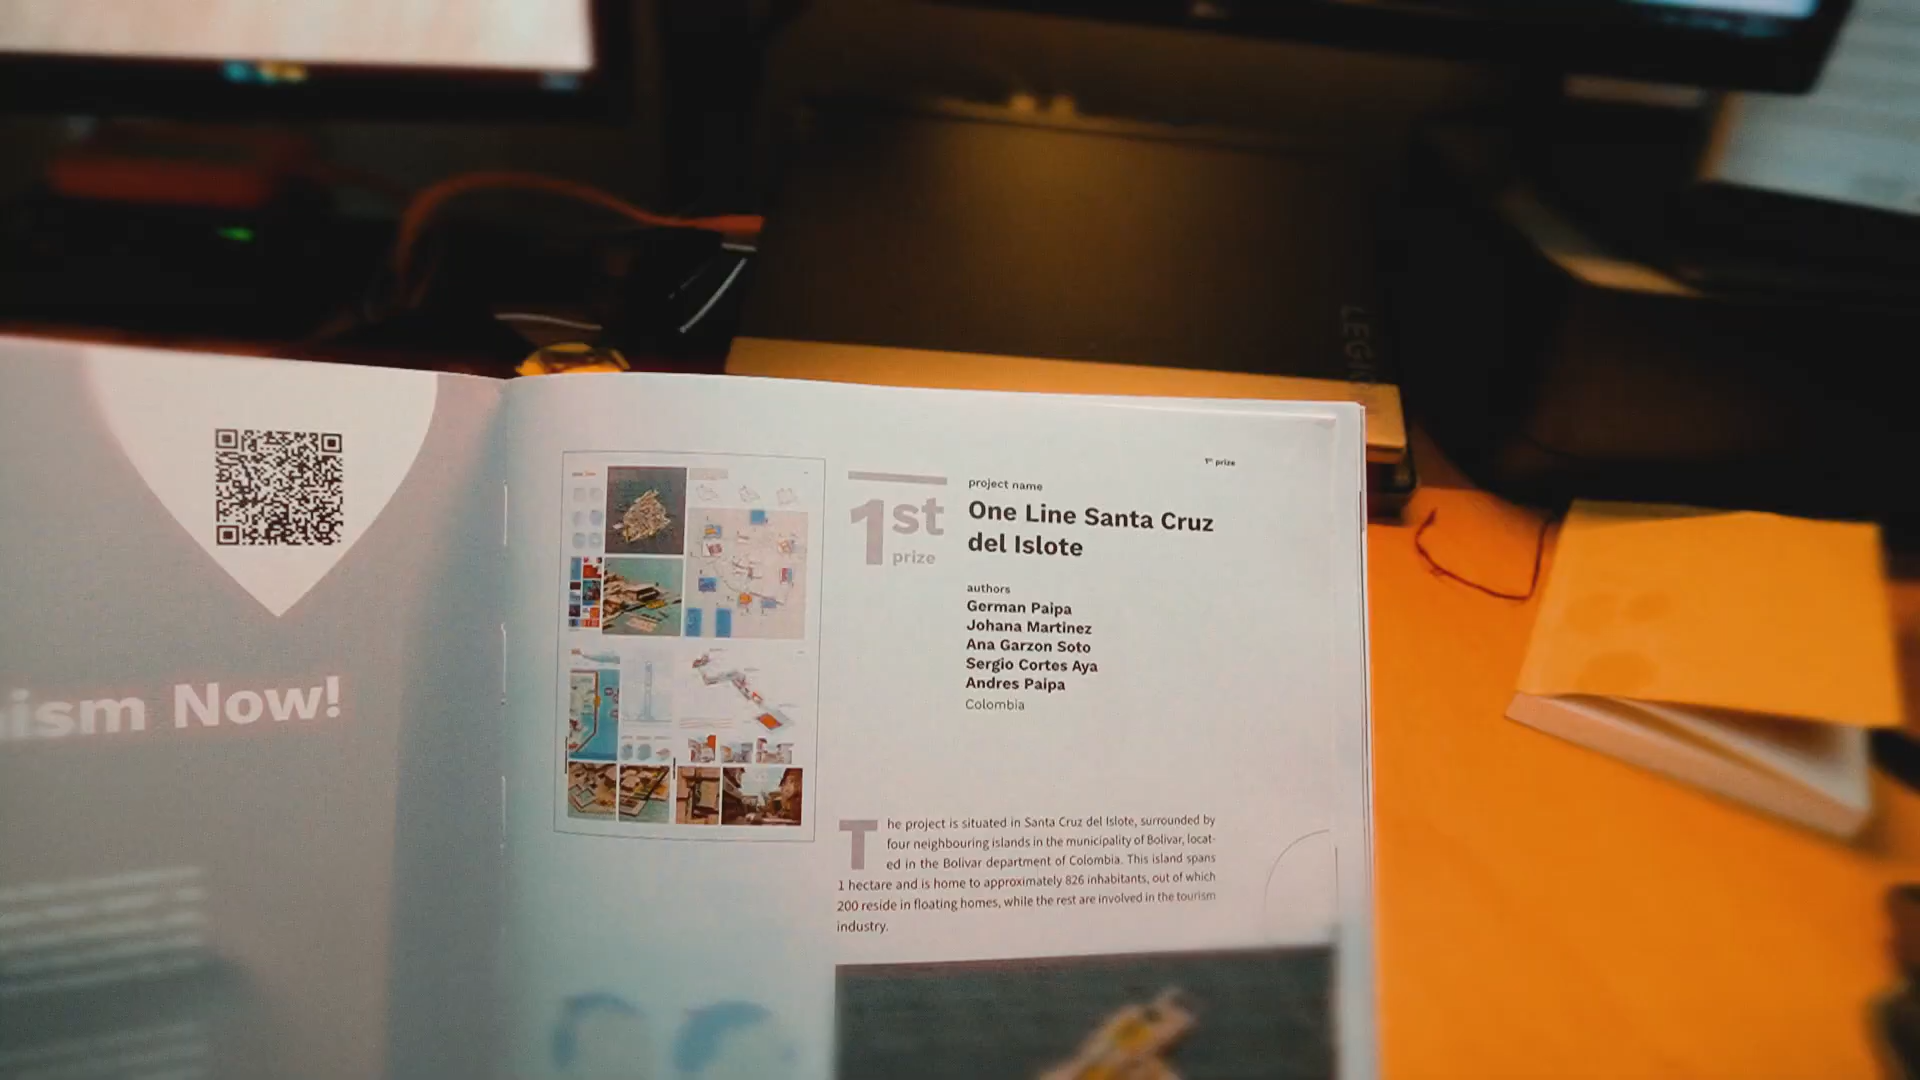 ism Now!
1st prize
1st
prize
project name
One Line Santa Cruz
del Islote
authors
German Paipa
Johana Martinez
Ana Garzon Soto
Sergio Cortes Aya
Andres Paipa
Colombia
The project is situated in Santa Cruz del Islote, surrounded by
four neighbouring islands in the municipality of Bolivar, locat-
ed in the Bolivar department of Colombia. This island spans
1 hectare and is home to approximately 826 inhabitants, out of which
200 reside in floating homes, while the rest are involved in the tourism
industry.